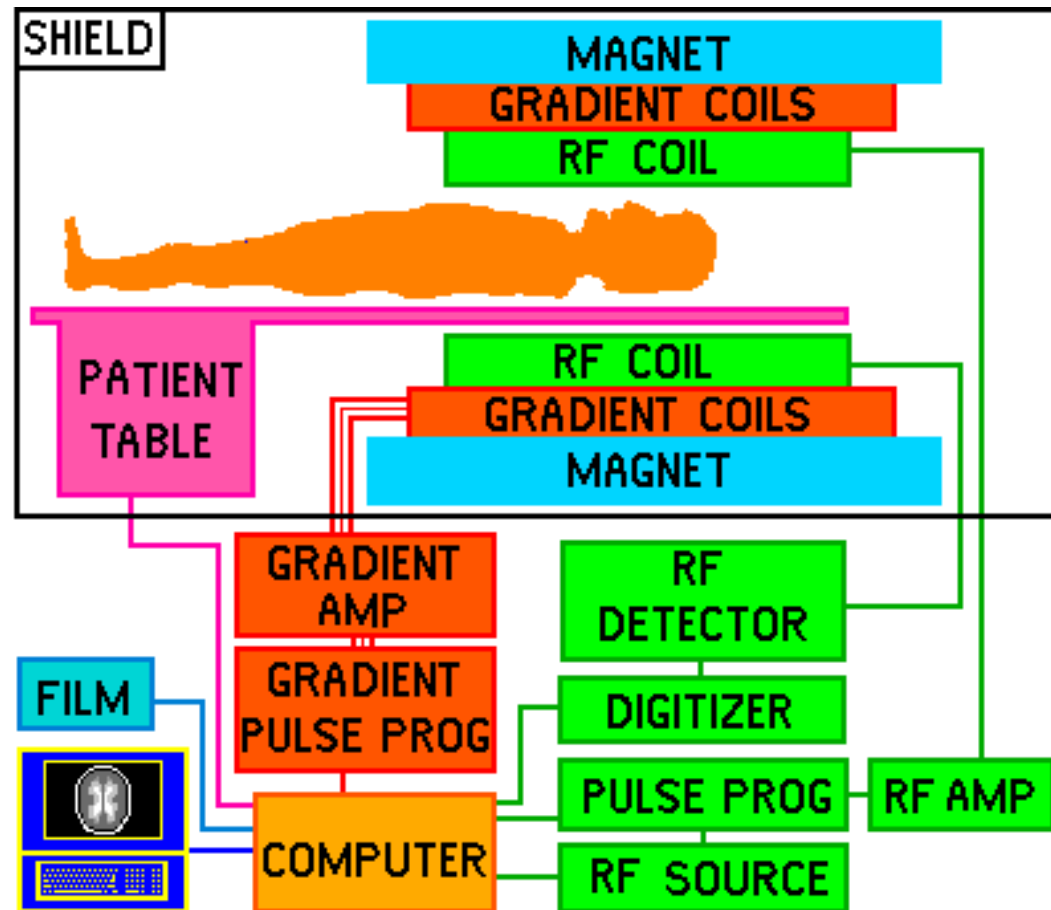 SHIELD
MAGNET
GRADIENT COILS
RF COIL
RF COIL
GRADIENT COILS
MAGNET
PATIENT
TABLE
GRADIENT
AMP
RF
DETECTOR
GRADIENT
PULSE PROG
FILM
DIGITIZER
PULSE PROG
RF AMP
COMPUTER
RF SOURCE